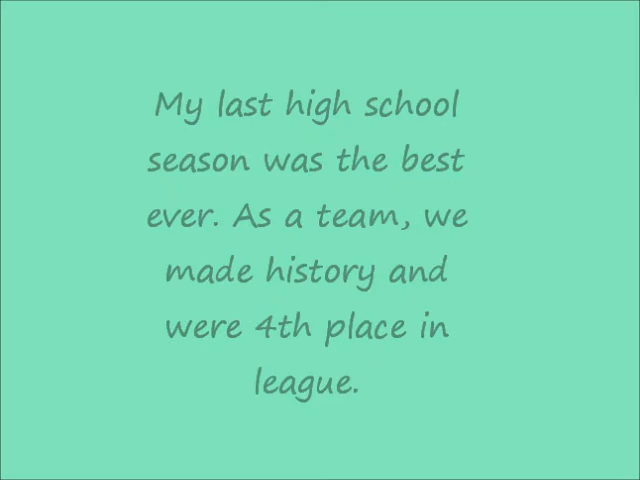 My last high school
season was the best
ever. As a team, we
made history and
were 4th place in
league.